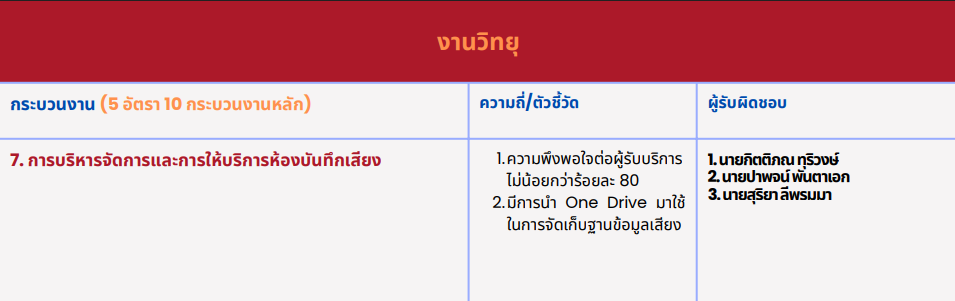 งานวิทยุ
กระบวนงาน (5 อัตรา 10 กระบวนงานหลัก)
ความถี่/ตัวชี้วัด
ผู้รับผิดชอบ
7. การบริหารจัดการและการให้บริการห้องบันทึกเสียง
1.ความพึงพอใจต่อผู้รับบริการ
ไม่น้อยกว่าร้อยละ 80
2.มีการนำ One Drive มาใช้
ในการจัดเก็บฐานข้อมูลเสียง
1. นายกิตติภณ ทุริวงษ์
2. นายปาพจน์ พันตาเอก
3. นายสุริยา ลีพรมมา